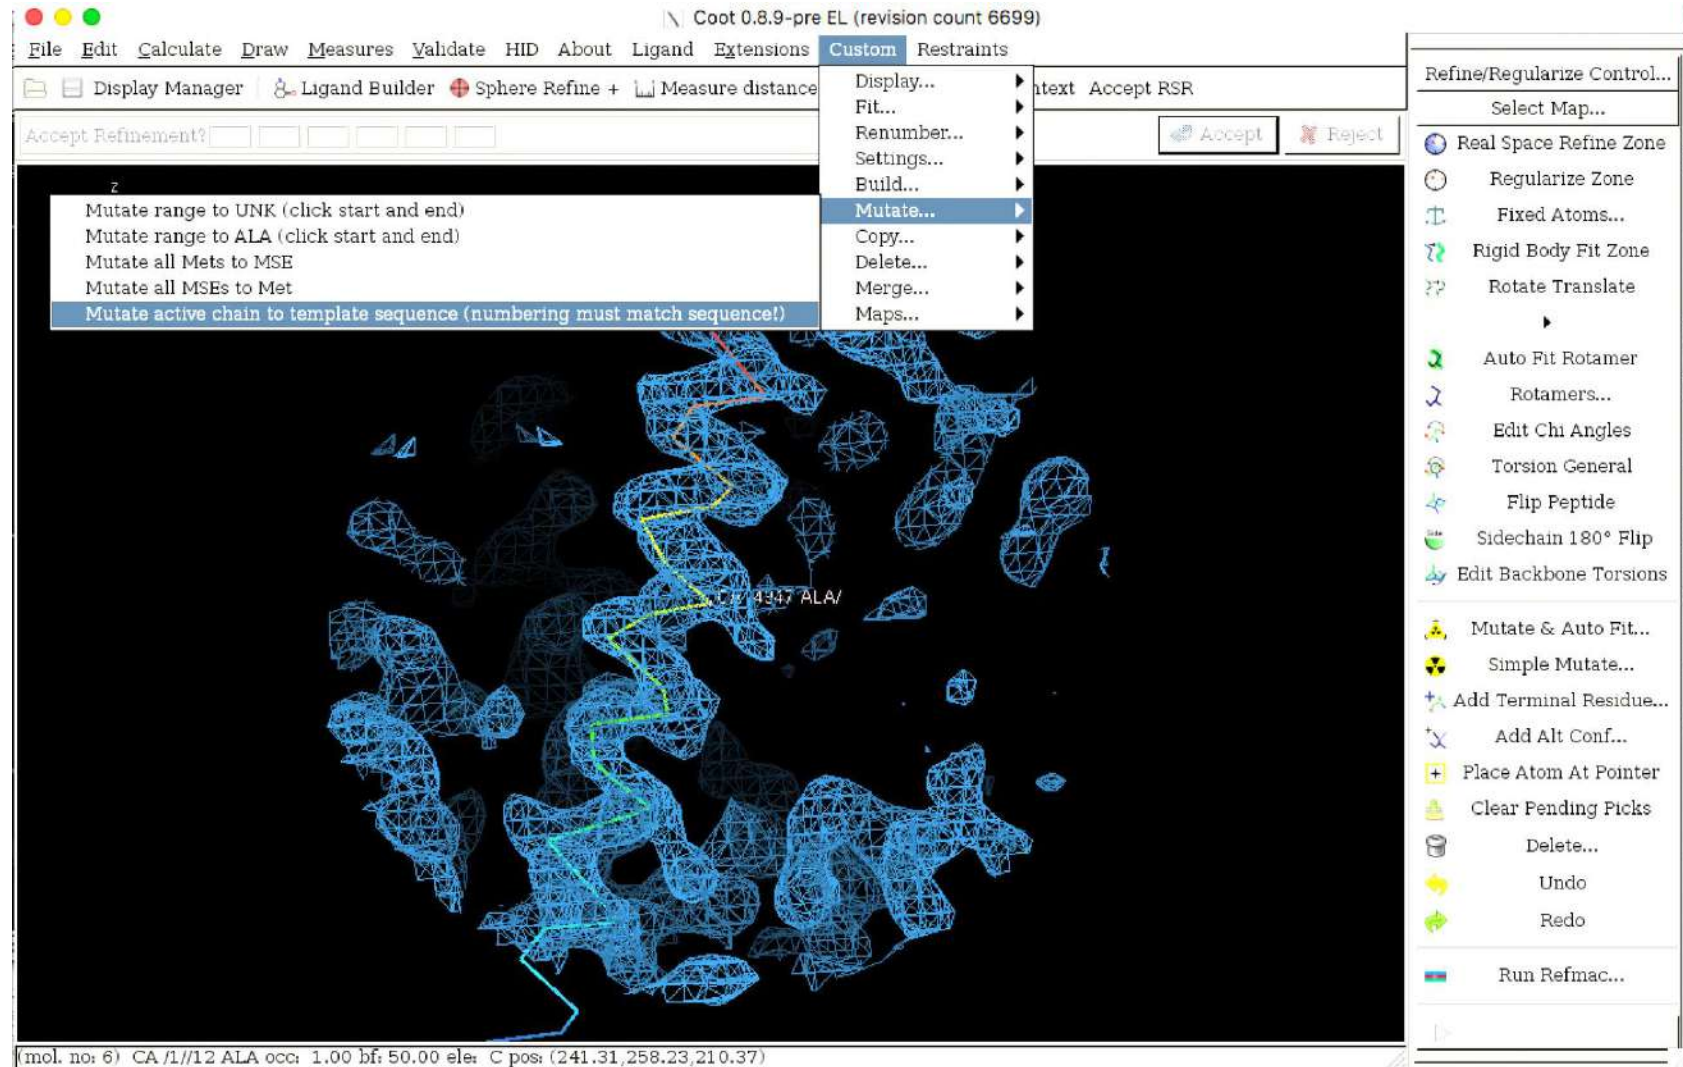 Coot 0.8.9-pre EL (revision count 6699)
File Edit Calculate Draw Measures Validate HID About Ligand Extensions Custom Restraints
Display Manager Ligand Builder Sphere Refine + Measure distance Accept RSR
Accept Refinement? Accept Reject
Display...
Fit...
Renumber...
Settings...
Build...
Mutate...
Copy...
Delete...
Merge...
Maps...
Z
Mutate range to UNK (click start and end)
Mutate range to ALA (click start and end)
Mutate all Mets to MSE
Mutate all MSEs to Met
Mutate active chain to template sequence (numbering must match sequence!)
4947 ALA/
Refine/Regularize Control...
Select Map...
Real Space Refine Zone
Regularize Zone
Fixed Atoms...
Rigid Body Fit Zone
Rotate Translate
Auto Fit Rotamer
Rotamers...
Edit Chi Angles
Torsion General
Flip Peptide
Sidechain 180° Flip
Edit Backbone Torsions
Mutate & Auto Fit...
Simple Mutate...
Add Terminal Residue...
Add Alt Conf...
Place Atom At Pointer
Clear Pending Picks
Delete...
Undo
Redo
Run Refmac...
(mol. no: 6) CA /1//12 ALA occ: 1.00 bf: 50.00 ele: C pos: (241.31,258.23,210.37)